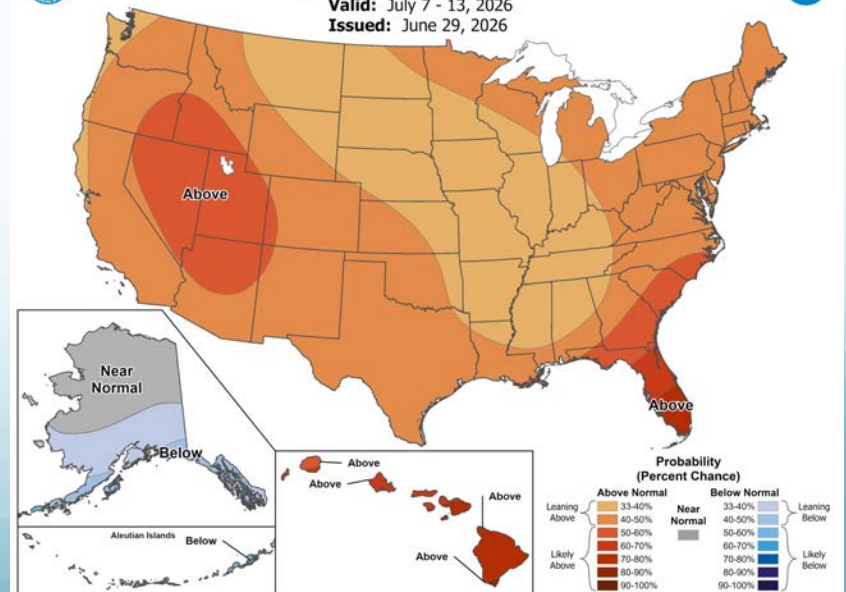 Valid: July 7 - 13, 2026
Issued: June 29, 2026
Above
Above
Near
Normal
Below
Aleutian Islands
Below
Above
Above
Above
Above
Probability
(Percent Chance)
Above Normal
Below Normal
Leaning
Above
33-40%
40-50%
Likely
Above
50-60%
60-70%
70-80%
80-90%
90-100%
Near
Normal
33-40%
40-50%
Leaning
Below
50-60%
60-70%
70-80%
80-90%
90-100%
Likely
Below